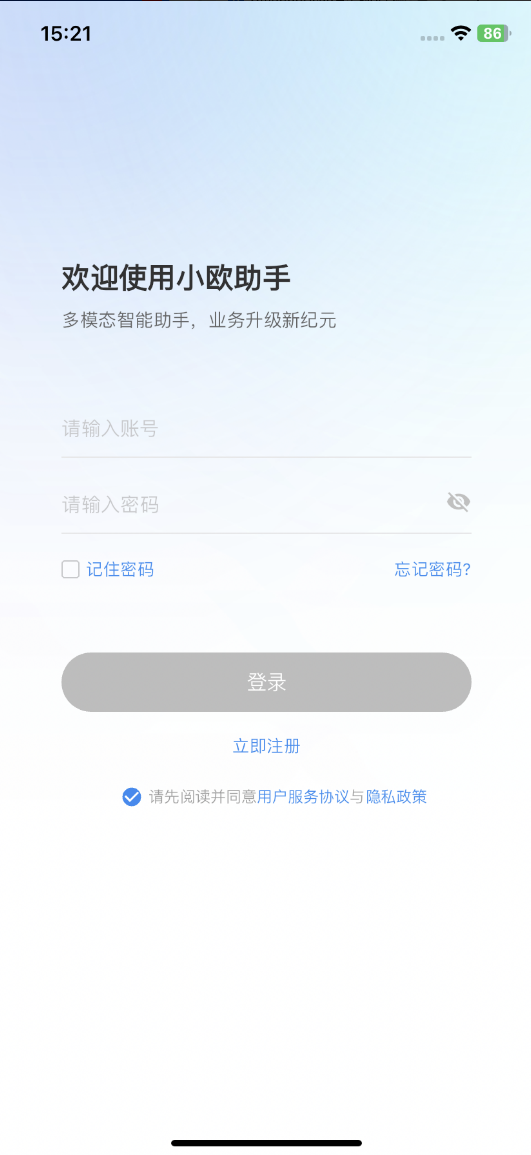 15:21
86
欢迎使用小欧助手
多模态智能助手，业务升级新纪元
请输入账号
请输入密码
记住密码 忘记密码?
登录
立即注册
请先阅读并同意用户服务协议与隐私政策